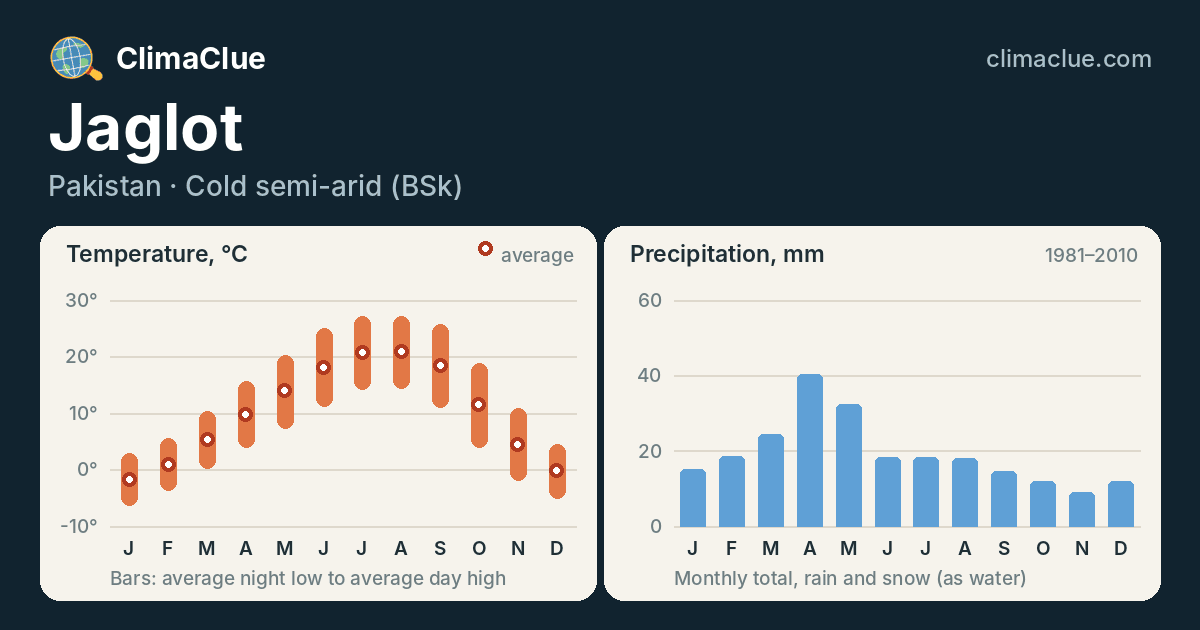 ClimaClue
climaclue.com
Jaglot
Pakistan · Cold semi-arid (BSk)
Temperature, °C
average
30°
20°
10°
0°
-10°
J F M A M J J A S O N D
Bars: average night low to average day high
Precipitation, mm
1981–2010
60
40
20
0
J F M A M J J A S O N D
Monthly total, rain and snow (as water)